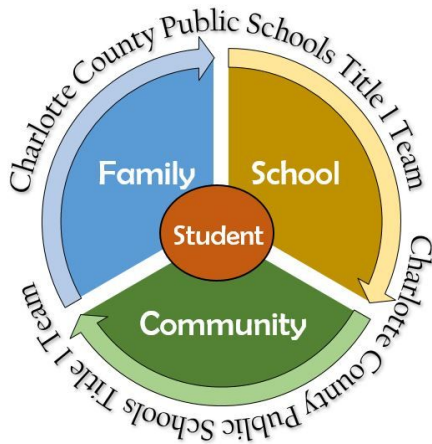 Charlotte County Public Schools Title I Team
Family
School
Student
Community
Charlotte County Public Schools Title I Team